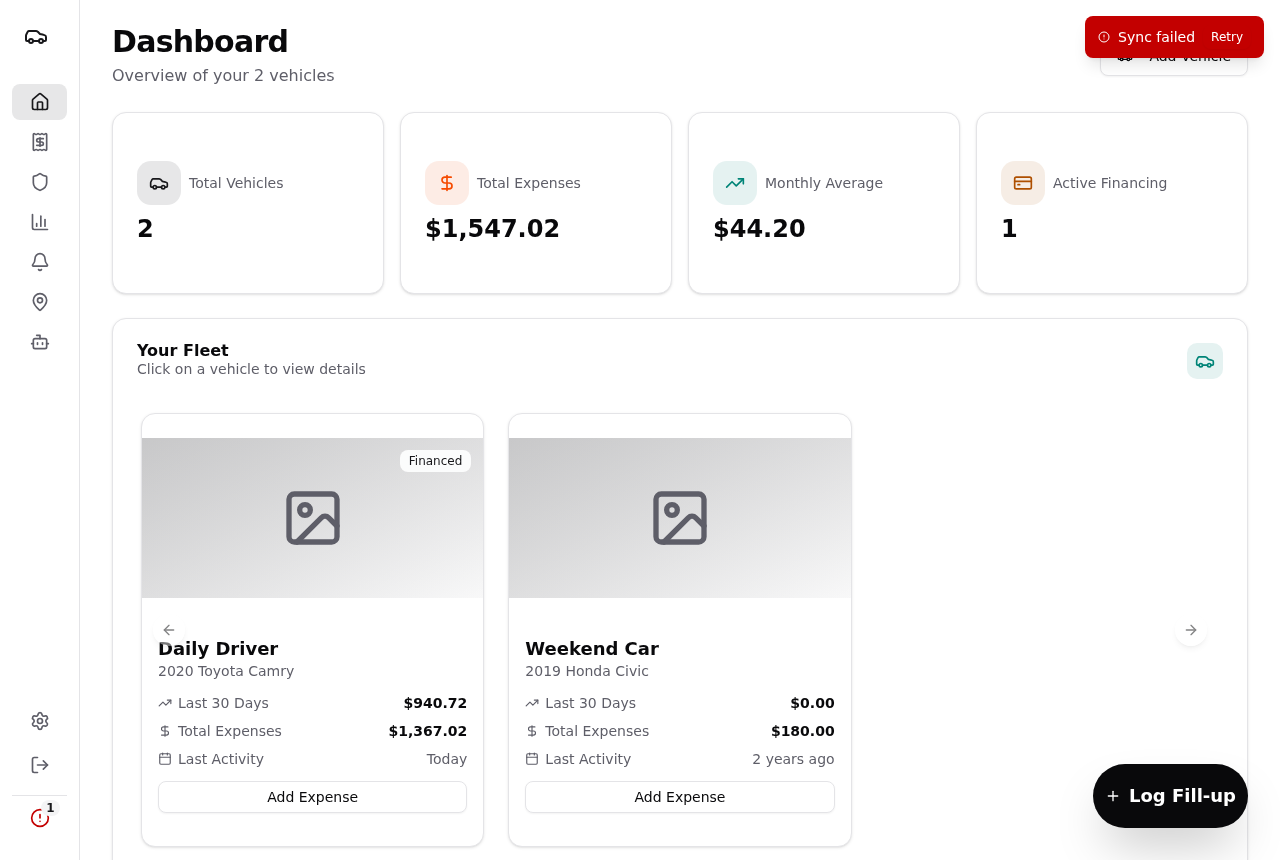 Dashboard
Overview of your 2 vehicles
Sync failed Retry
Add Vehicle
Total Vehicles
2
Total Expenses
$1,547.02
Monthly Average
$44.20
Active Financing
1
Your Fleet
Click on a vehicle to view details
Financed
Daily Driver
2020 Toyota Camry
Last 30 Days $940.72
Total Expenses $1,367.02
Last Activity Today
Add Expense
Weekend Car
2019 Honda Civic
Last 30 Days $0.00
Total Expenses $180.00
Last Activity 2 years ago
Add Expense
Log Fill-up
1